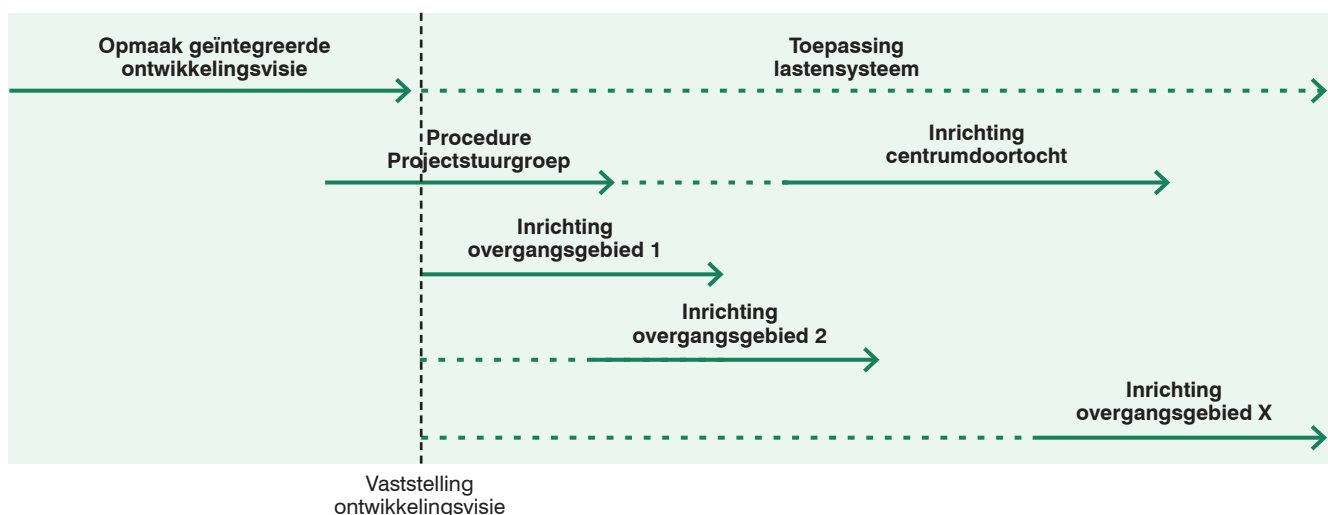 Opmaak geïntegreerde
ontwikkelingsvisie
Toepassing
lastensysteem
Procedure
Projectstuurgroep
Inrichting
centrumdoortocht
Inrichting
overgangsgebied 1
Inrichting
overgangsgebied 2
Inrichting
overgangsgebied X
Vaststelling
ontwikkelingsvisie